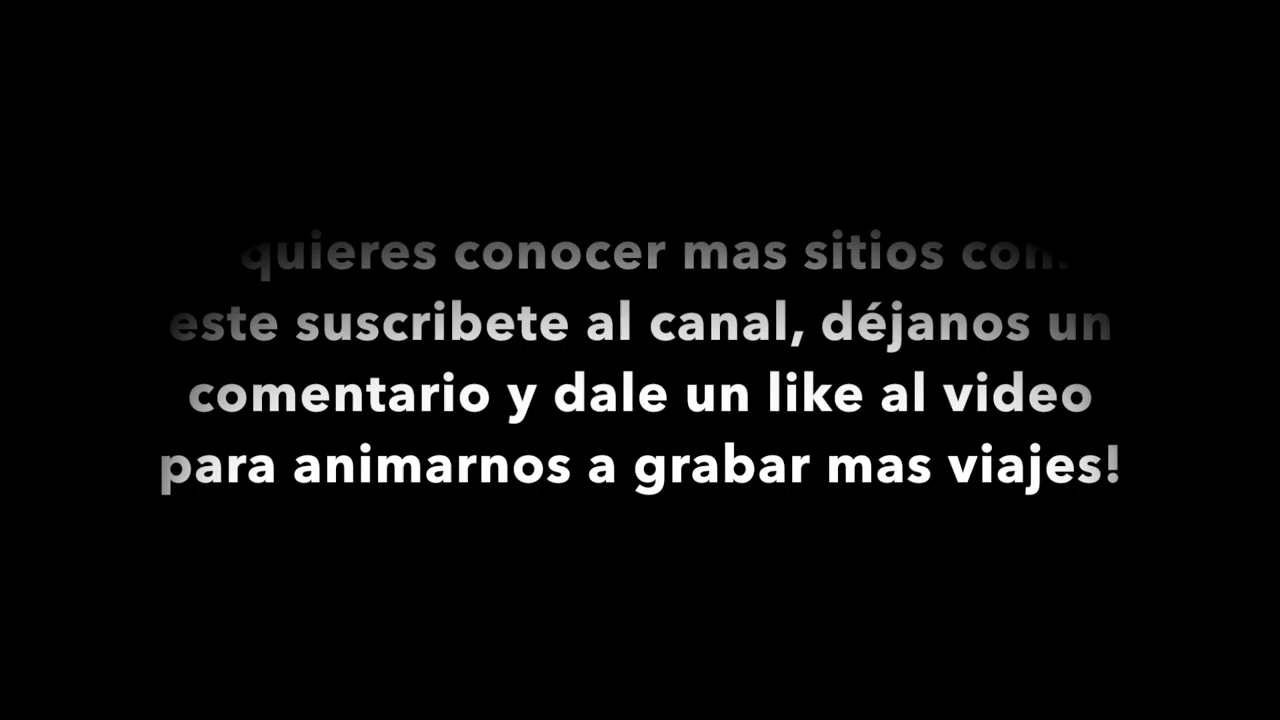 quieres conocer mas sitios
este suscribete al canal, déjanos un
comentario y dale un like al video
para animarnos a grabar mas viajes!